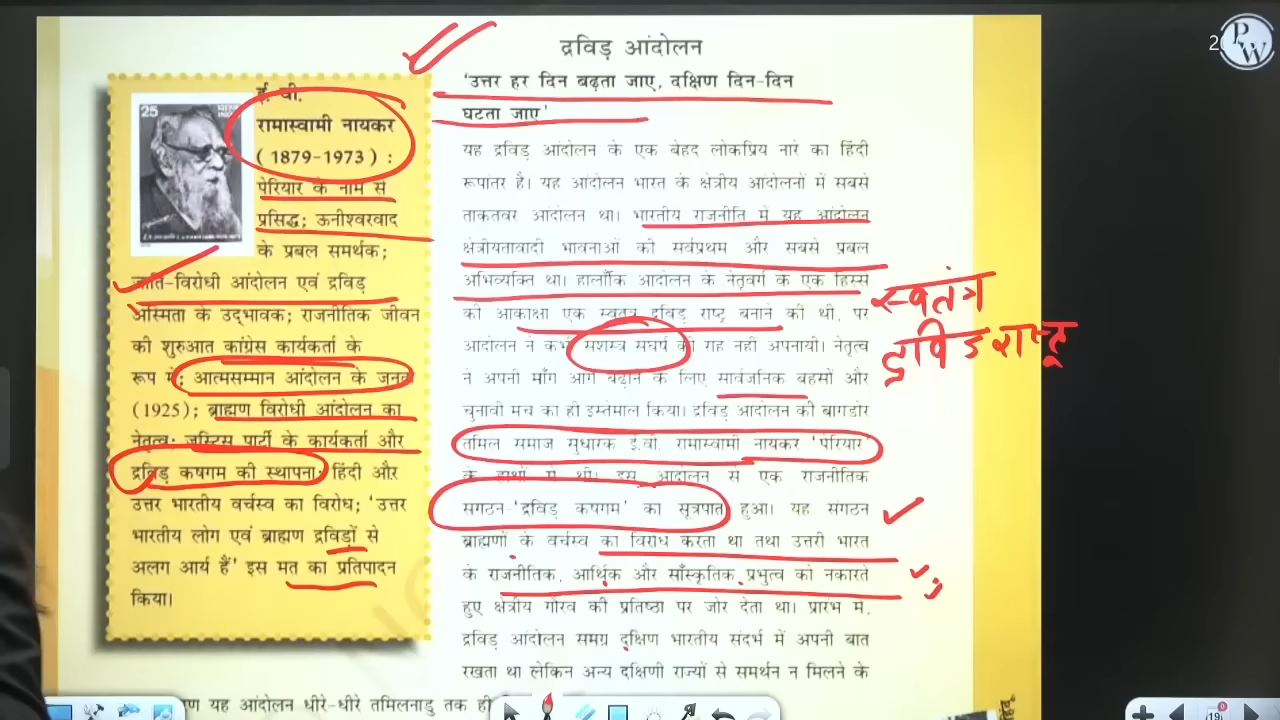 द्रविड़ आंदोलन
'उत्तर हर दिन बढ़ता जाए, दक्षिण दिन-दिन
घटता जाए'
यह द्रविड़ आंदोलन के एक बेहद लोकप्रिय नारे का हिंदी
रूपातर है। यह आंदोलन भारत के क्षेत्रीय आंदोलनों में सबसे
ताकतवर आंदोलन था। भारतीय राजनीति में यह आंदोलन
क्षेत्रीयतावादी भावनाओं की सर्वप्रथम और सबसे प्रबल
अभिव्यक्ति था। हालाँकि आंदोलन के नेतृवर्ग के एक हिस्से
की आकांक्षा एक स्वतंत्र द्रविड़ राष्ट्र बनाने की थी, पर
आंदोलन ने कभी सशस्त्र संघर्ष की राह नहीं अपनायी। नेतृत्व
ने अपनी माँग आगे बढ़ाने के लिए सार्वजनिक बहसों और
चुनावी मंच का ही इस्तेमाल किया। द्रविड़ आंदोलन की बागडोर
तमिल समाज सुधारक ई.वी. रामास्वामी नायकर 'पेरियार'
के हाथों में थी। इस आंदोलन से एक राजनीतिक
संगठन-'द्रविड़ कषगम' का सूत्रपात हुआ। यह संगठन
ब्राह्मणों के वर्चस्व का विरोध करता था तथा उत्तरी भारत
के राजनीतिक, आर्थिक और साँस्कृतिक प्रभुत्व को नकारते
हुए क्षेत्रीय गौरव की प्रतिष्ठा पर जोर देता था। प्रारंभ में,
द्रविड़ आंदोलन समग्र दक्षिण भारतीय संदर्भ में अपनी बात
रखता था लेकिन अन्य दक्षिणी राज्यों से समर्थन न मिलने के
यह आंदोलन धीरे-धीरे तमिलनाडु तक ही
25
ई. वी.
रामास्वामी नायकर
(1879-1973) :
पेरियार के नाम से
प्रसिद्ध; ऊनीश्वरवाद
के प्रबल समर्थक;
जाति-विरोधी आंदोलन एवं द्रविड़
अस्मिता के उद्भावक; राजनीतिक जीवन
की शुरुआत कांग्रेस कार्यकर्ता के
रूप में; आत्मसम्मान आंदोलन के जनक
(1925); ब्राह्मण विरोधी आंदोलन का
नेतृत्व; जस्टिस पार्टी के कार्यकर्ता और
द्रविड़ कषगम की स्थापना; हिंदी और
उत्तर भारतीय वर्चस्व का विरोध; 'उत्तर
भारतीय लोग एवं ब्राह्मण द्रविड़ों से
अलग आर्य हैं' इस मत का प्रतिपादन
किया।
स्वतंत्र
द्रविड राष्ट्र
PW
19